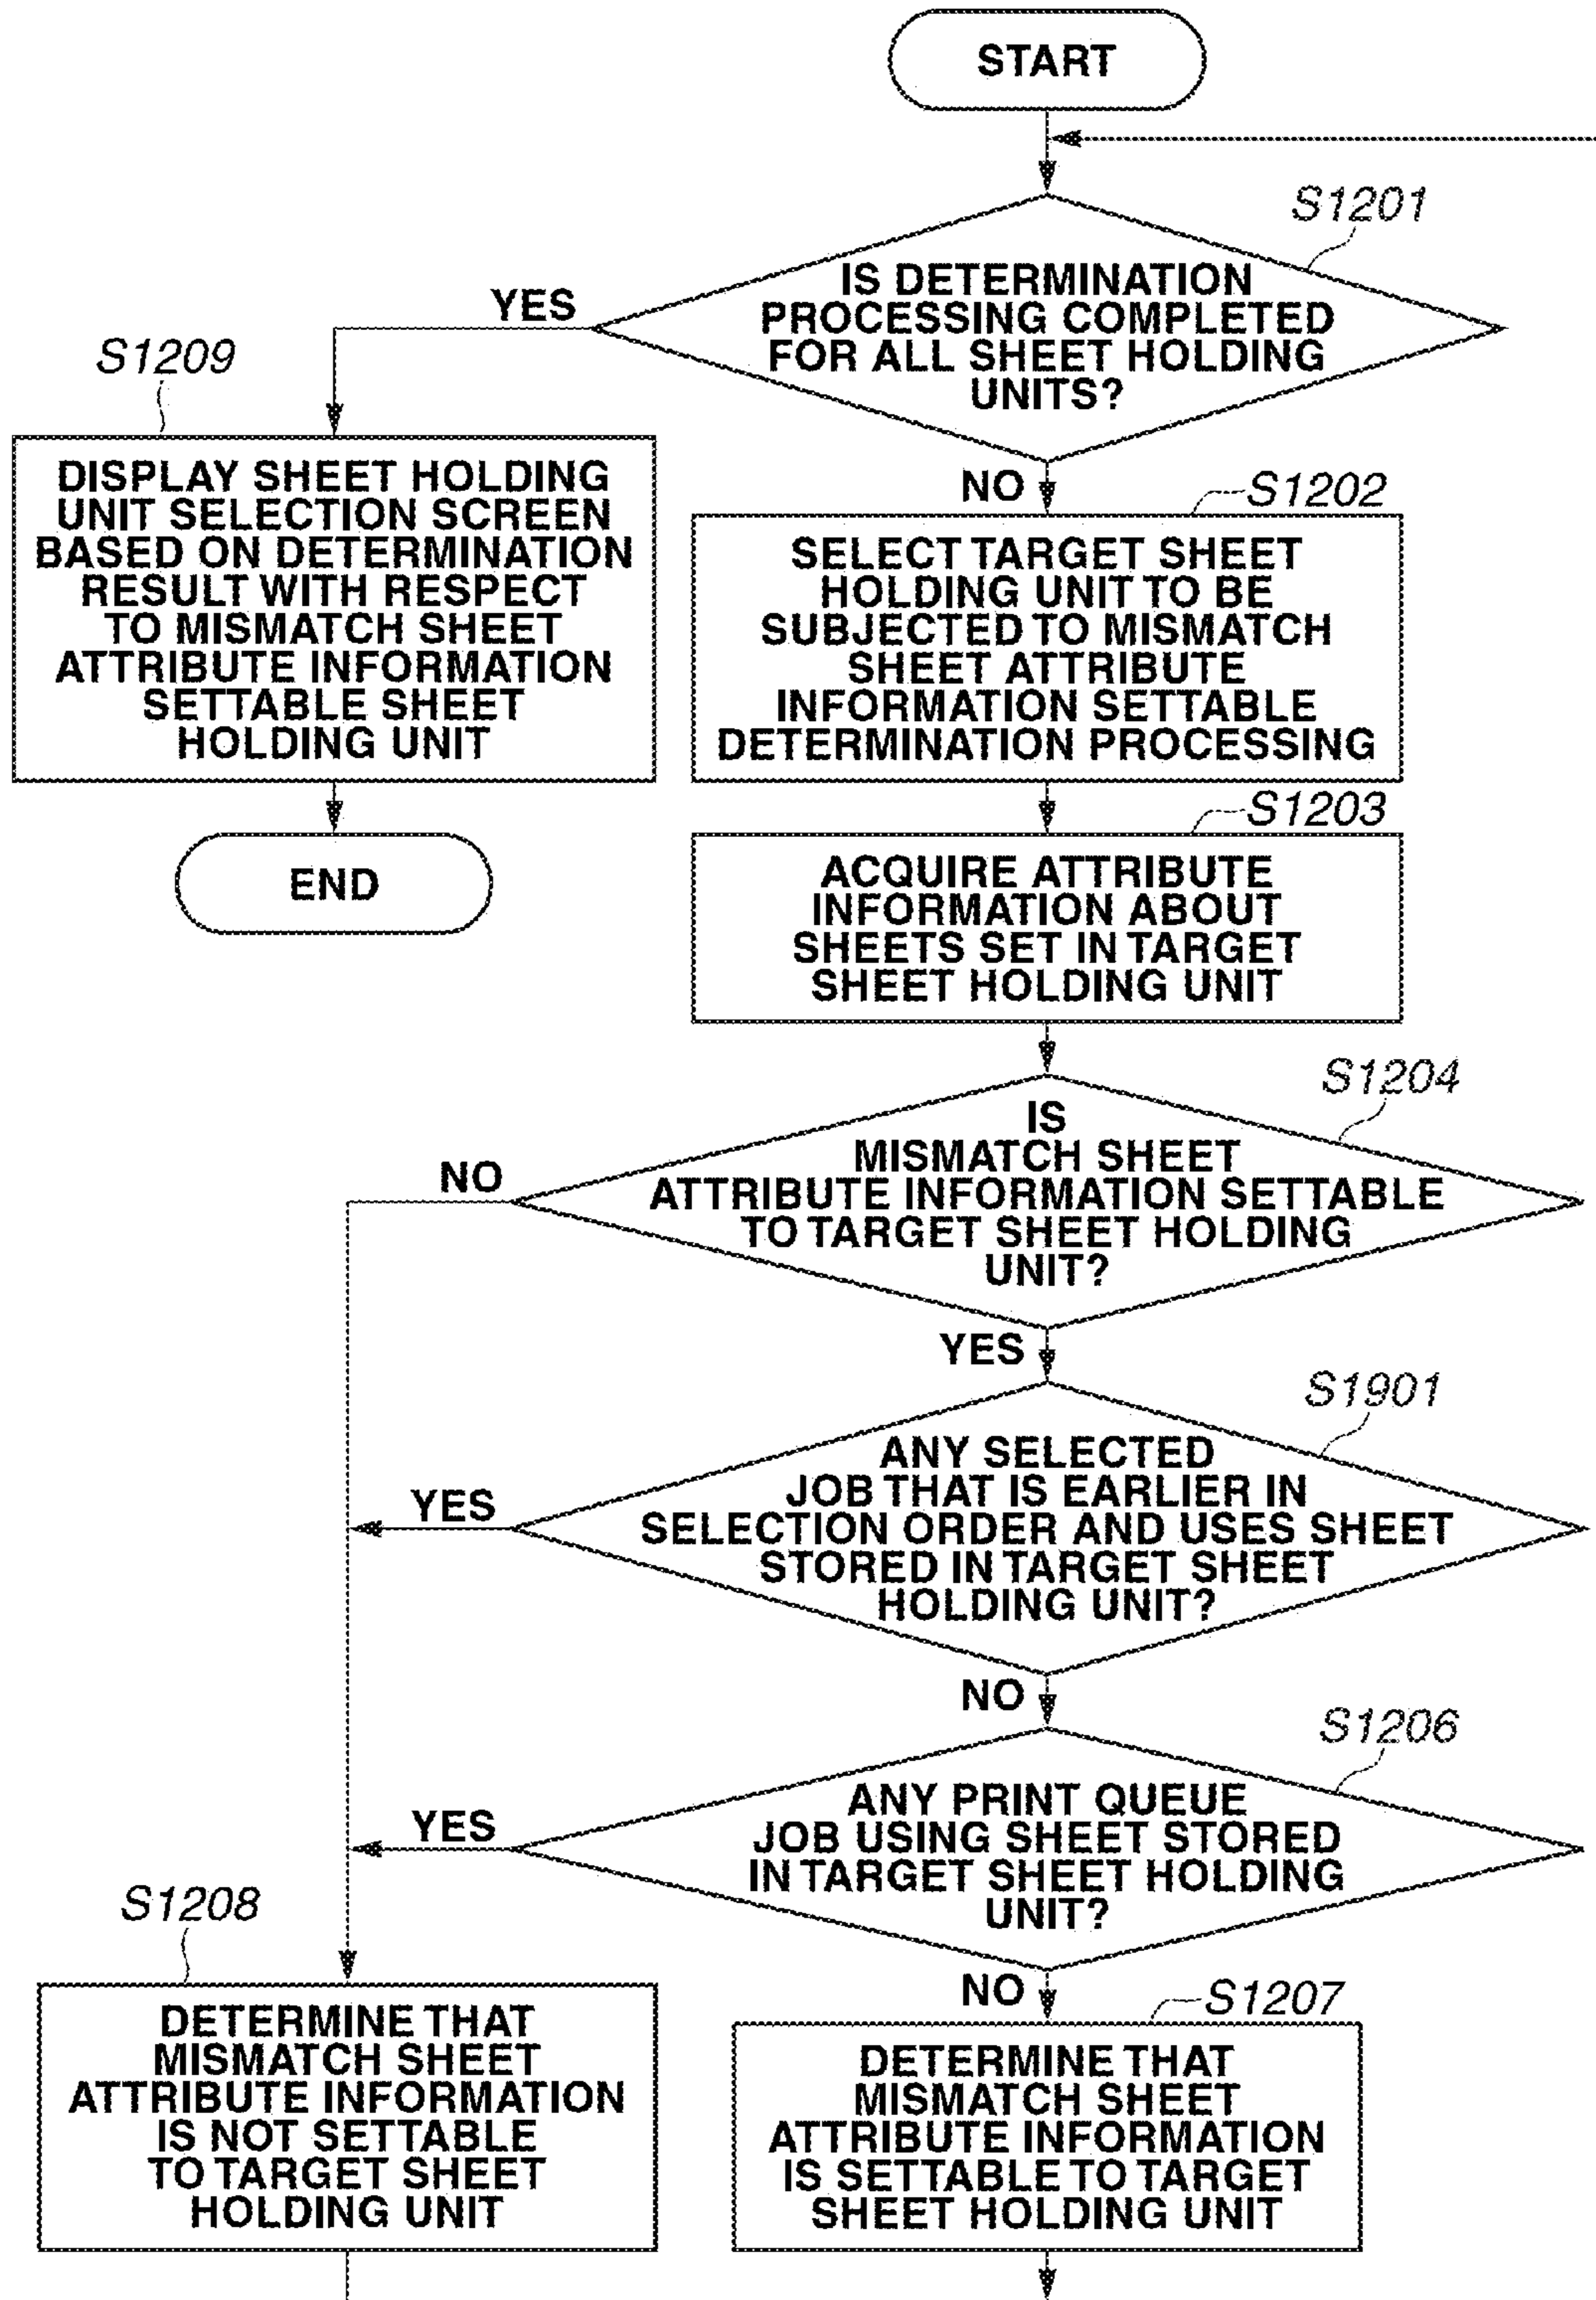 START
S1201
IS DETERMINATION
PROCESSING COMPLETED
FOR ALL SHEET HOLDING
UNITS?
YES
S1209
DISPLAY SHEET HOLDING
UNIT SELECTION SCREEN
BASED ON DETERMINATION
RESULT WITH RESPECT
TO MISMATCH SHEET
ATTRIBUTE INFORMATION
SETTABLE SHEET
HOLDING UNIT
END
NO
S1202
SELECT TARGET SHEET
HOLDING UNIT TO BE
SUBJECTED TO MISMATCH
SHEET ATTRIBUTE
INFORMATION SETTABLE
DETERMINATION PROCESSING
S1203
ACQUIRE ATTRIBUTE
INFORMATION ABOUT
SHEETS SET IN TARGET
SHEET HOLDING UNIT
S1204
IS
MISMATCH SHEET
ATTRIBUTE INFORMATION SETTABLE
TO TARGET SHEET HOLDING
UNIT?
NO
YES
S1901
ANY SELECTED
JOB THAT IS EARLIER IN
SELECTION ORDER AND USES SHEET
STORED IN TARGET SHEET
HOLDING UNIT?
YES
NO
S1206
ANY PRINT QUEUE
JOB USING SHEET STORED
IN TARGET SHEET HOLDING
UNIT?
YES
NO
S1208
DETERMINE THAT
MISMATCH SHEET
ATTRIBUTE INFORMATION
IS NOT SETTABLE
TO TARGET SHEET
HOLDING UNIT
S1207
DETERMINE THAT
MISMATCH SHEET
ATTRIBUTE INFORMATION
IS SETTABLE TO TARGET
SHEET HOLDING UNIT